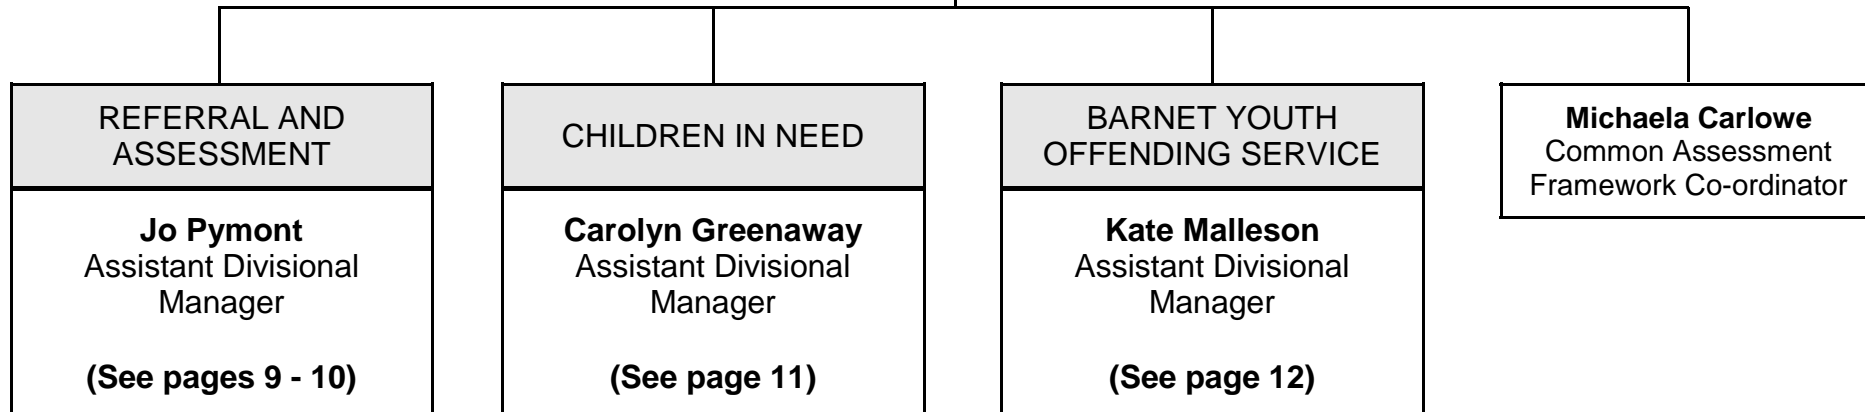 REFERRAL AND
ASSESSMENT
Jo Pymont
Assistant Divisional
Manager
(See pages 9 - 10)
CHILDREN IN NEED
Carolyn Greenaway
Assistant Divisional
Manager
(See page 11)
BARNET YOUTH
OFFENDING SERVICE
Kate Malleson
Assistant Divisional
Manager
(See page 12)
Michaela Carlowe
Common Assessment
Framework Co-ordinator